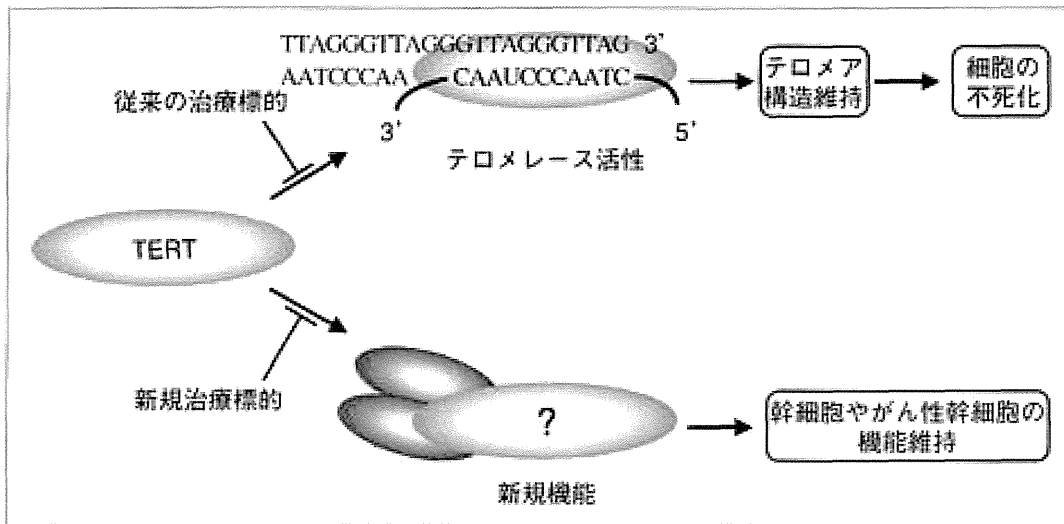 TTAGGGTTAGGGTTAGGGTTAG 3'
AATCCCAA CAAUCCCAAUC
3' 5'
テロメレース活性
テロメア
構造維持
細胞の
不死化
従来の治療標的
TERT
新規治療標的
?
新規機能
幹細胞やがん性幹細胞の
機能維持